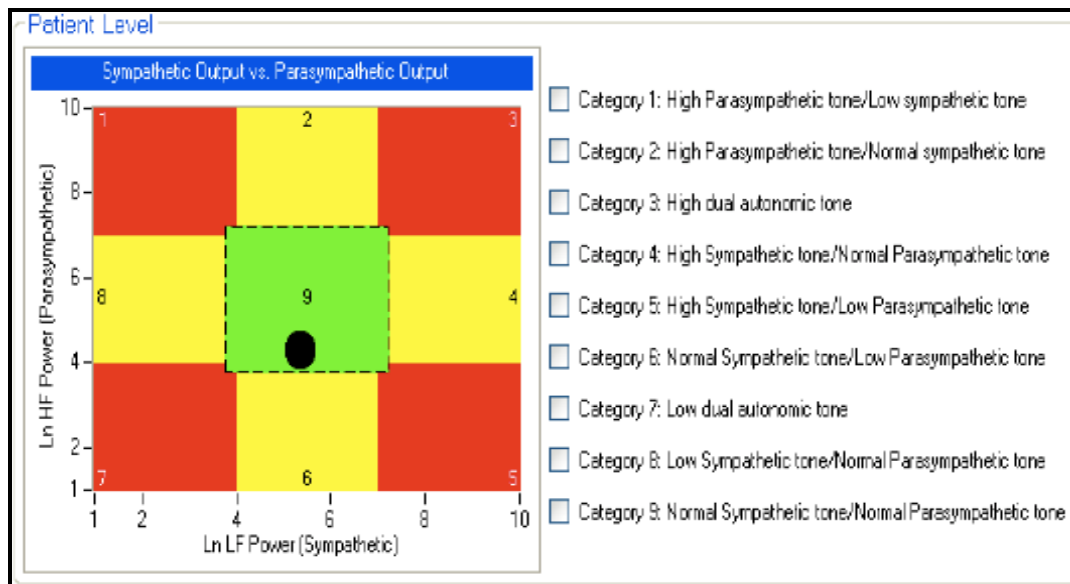 Patient Level
Sympathetic Output vs. Parasympathetic Output
Ln HF Power (Parasympathetic)
10
8
6
4
2
1
1
2
3
8
9
4
7
6
5
1 2 4 6 8 10
Ln LF Power (Sympathetic)
Category 1: High Parasympathetic tone/Low sympathetic tone
Category 2: High Parasympathetic tone/Normal sympathetic tone
Category 3: High dual autonomic tone
Category 4: High Sympathetic tone/Normal Parasympathetic tone
Category 5: High Sympathetic tone/Low Parasympathetic tone
Category 6: Normal Sympathetic tone/Low Parasympathetic tone
Category 7: Low dual autonomic tone
Category 8: Low Sympathetic tone/Normal Parasympathetic tone
Category 9: Normal Sympathetic tone/Normal Parasympathetic tone